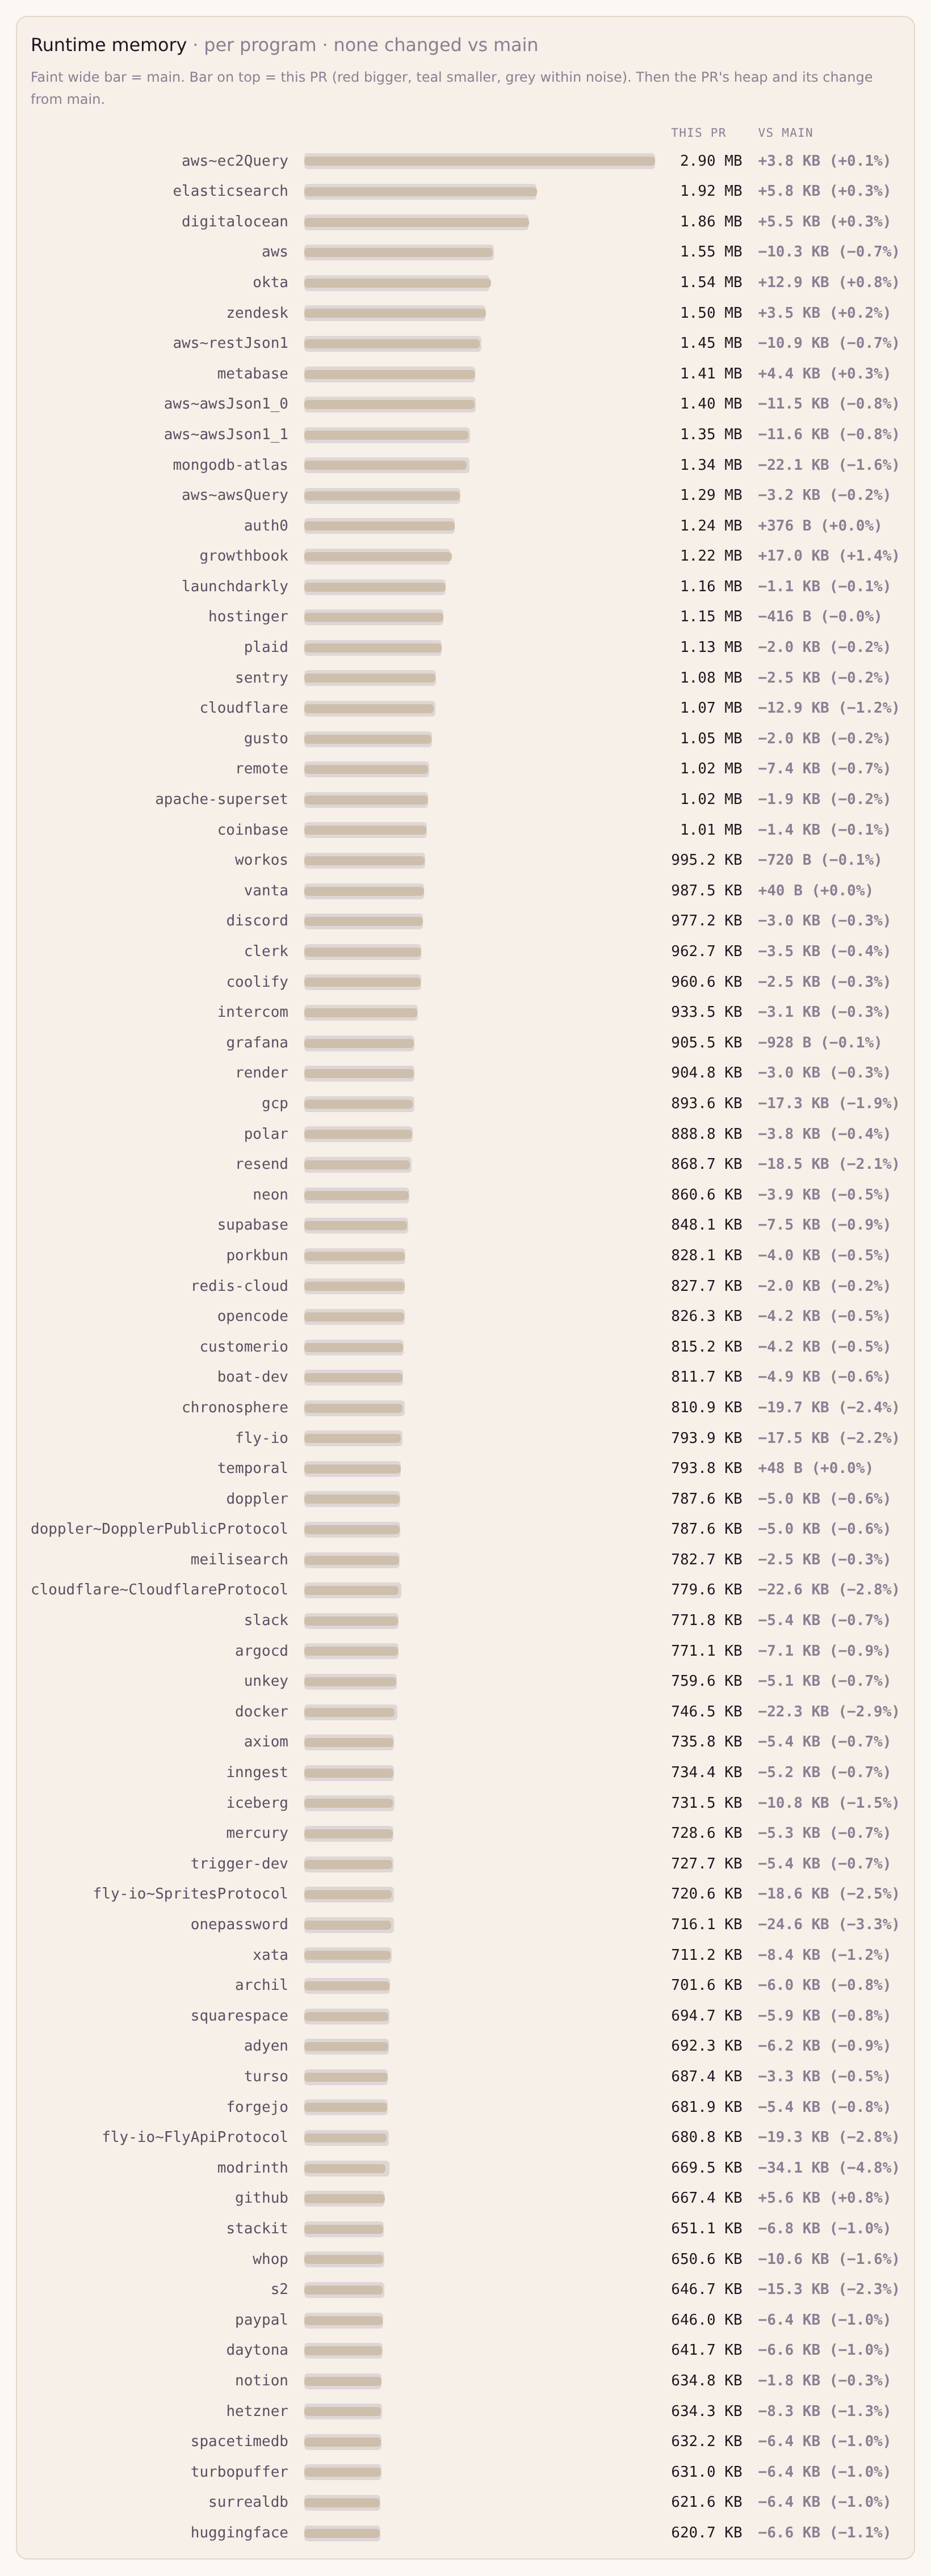 Runtime memory · per program · none changed vs main
Faint wide bar = main. Bar on top = this PR (red bigger, teal smaller, grey within noise). Then the PR's heap and its change
from main.
THIS PR VS MAIN
aws~ec2Query 2.90 MB +3.8 KB (+0.1%)
elasticsearch 1.92 MB +5.8 KB (+0.3%)
digitalocean 1.86 MB +5.5 KB (+0.3%)
aws 1.55 MB −10.3 KB (−0.7%)
okta 1.54 MB +12.9 KB (+0.8%)
zendesk 1.50 MB +3.5 KB (+0.2%)
aws~restJson1 1.45 MB −10.9 KB (−0.7%)
metabase 1.41 MB +4.4 KB (+0.3%)
aws~awsJson1_0 1.40 MB −11.5 KB (−0.8%)
aws~awsJson1_1 1.35 MB −11.6 KB (−0.8%)
mongodb-atlas 1.34 MB −22.1 KB (−1.6%)
aws~awsQuery 1.29 MB −3.2 KB (−0.2%)
auth0 1.24 MB +376 B (+0.0%)
growthbook 1.22 MB +17.0 KB (+1.4%)
launchdarkly 1.16 MB −1.1 KB (−0.1%)
hostinger 1.15 MB −416 B (−0.0%)
plaid 1.13 MB −2.0 KB (−0.2%)
sentry 1.08 MB −2.5 KB (−0.2%)
cloudflare 1.07 MB −12.9 KB (−1.2%)
gusto 1.05 MB −2.0 KB (−0.2%)
remote 1.02 MB −7.4 KB (−0.7%)
apache-superset 1.02 MB −1.9 KB (−0.2%)
coinbase 1.01 MB −1.4 KB (−0.1%)
workos 995.2 KB −720 B (−0.1%)
vanta 987.5 KB +40 B (+0.0%)
discord 977.2 KB −3.0 KB (−0.3%)
clerk 962.7 KB −3.5 KB (−0.4%)
coolify 960.6 KB −2.5 KB (−0.3%)
intercom 933.5 KB −3.1 KB (−0.3%)
grafana 905.5 KB −928 B (−0.1%)
render 904.8 KB −3.0 KB (−0.3%)
gcp 893.6 KB −17.3 KB (−1.9%)
polar 888.8 KB −3.8 KB (−0.4%)
resend 868.7 KB −18.5 KB (−2.1%)
neon 860.6 KB −3.9 KB (−0.5%)
supabase 848.1 KB −7.5 KB (−0.9%)
porkbun 828.1 KB −4.0 KB (−0.5%)
redis-cloud 827.7 KB −2.0 KB (−0.2%)
opencode 826.3 KB −4.2 KB (−0.5%)
customerio 815.2 KB −4.2 KB (−0.5%)
boat-dev 811.7 KB −4.9 KB (−0.6%)
chronosphere 810.9 KB −19.7 KB (−2.4%)
fly-io 793.9 KB −17.5 KB (−2.2%)
temporal 793.8 KB +48 B (+0.0%)
doppler 787.6 KB −5.0 KB (−0.6%)
doppler~DopplerPublicProtocol 787.6 KB −5.0 KB (−0.6%)
meilisearch 782.7 KB −2.5 KB (−0.3%)
cloudflare~CloudflareProtocol 779.6 KB −22.6 KB (−2.8%)
slack 771.8 KB −5.4 KB (−0.7%)
argocd 771.1 KB −7.1 KB (−0.9%)
unkey 759.6 KB −5.1 KB (−0.7%)
docker 746.5 KB −22.3 KB (−2.9%)
axiom 735.8 KB −5.4 KB (−0.7%)
inngest 734.4 KB −5.2 KB (−0.7%)
iceberg 731.5 KB −10.8 KB (−1.5%)
mercury 728.6 KB −5.3 KB (−0.7%)
trigger-dev 727.7 KB −5.4 KB (−0.7%)
fly-io~SpritesProtocol 720.6 KB −18.6 KB (−2.5%)
onepassword 716.1 KB −24.6 KB (−3.3%)
xata 711.2 KB −8.4 KB (−1.2%)
archil 701.6 KB −6.0 KB (−0.8%)
squarespace 694.7 KB −5.9 KB (−0.8%)
adyen 692.3 KB −6.2 KB (−0.9%)
turso 687.4 KB −3.3 KB (−0.5%)
forgejo 681.9 KB −5.4 KB (−0.8%)
fly-io~FlyApiProtocol 680.8 KB −19.3 KB (−2.8%)
modrinth 669.5 KB −34.1 KB (−4.8%)
github 667.4 KB +5.6 KB (+0.8%)
stackit 651.1 KB −6.8 KB (−1.0%)
whop 650.6 KB −10.6 KB (−1.6%)
s2 646.7 KB −15.3 KB (−2.3%)
paypal 646.0 KB −6.4 KB (−1.0%)
daytona 641.7 KB −6.6 KB (−1.0%)
notion 634.8 KB −1.8 KB (−0.3%)
hetzner 634.3 KB −8.3 KB (−1.3%)
spacetimedb 632.2 KB −6.4 KB (−1.0%)
turbopuffer 631.0 KB −6.4 KB (−1.0%)
surrealdb 621.6 KB −6.4 KB (−1.0%)
huggingface 620.7 KB −6.6 KB (−1.1%)